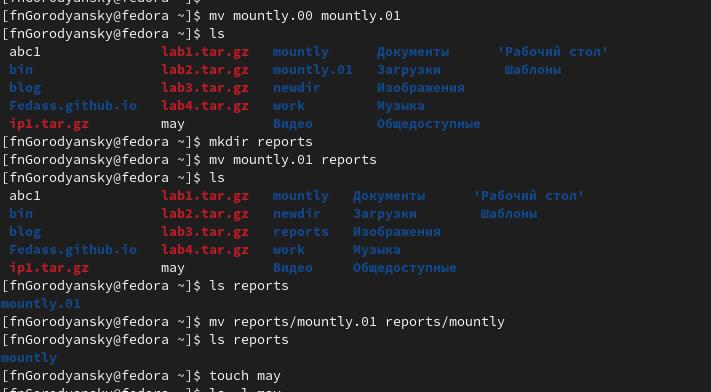 [fnGorodyansky@fedora ~]$ mv mountly.00 mountly.01
[fnGorodyansky@fedora ~]$ ls
abc1 lab1.tar.gz mountly Документы 'Рабочий стол'
bin lab2.tar.gz mountly.01 Загрузки Шаблоны
blog lab3.tar.gz newdir Изображения
Fedass.github.io lab4.tar.gz work Музыка
ip1.tar.gz may Видео Общедоступные
[fnGorodyansky@fedora ~]$ mkdir reports
[fnGorodyansky@fedora ~]$ mv mountly.01 reports
[fnGorodyansky@fedora ~]$ ls
abc1 lab1.tar.gz mountly Документы 'Рабочий стол'
bin lab2.tar.gz newdir Загрузки Шаблоны
blog lab3.tar.gz reports Изображения
Fedass.github.io lab4.tar.gz work Музыка
ip1.tar.gz may Видео Общедоступные
[fnGorodyansky@fedora ~]$ ls reports
mountly.01
[fnGorodyansky@fedora ~]$ mv reports/mountly.01 reports/mountly
[fnGorodyansky@fedora ~]$ ls reports
mountly
[fnGorodyansky@fedora ~]$ touch may